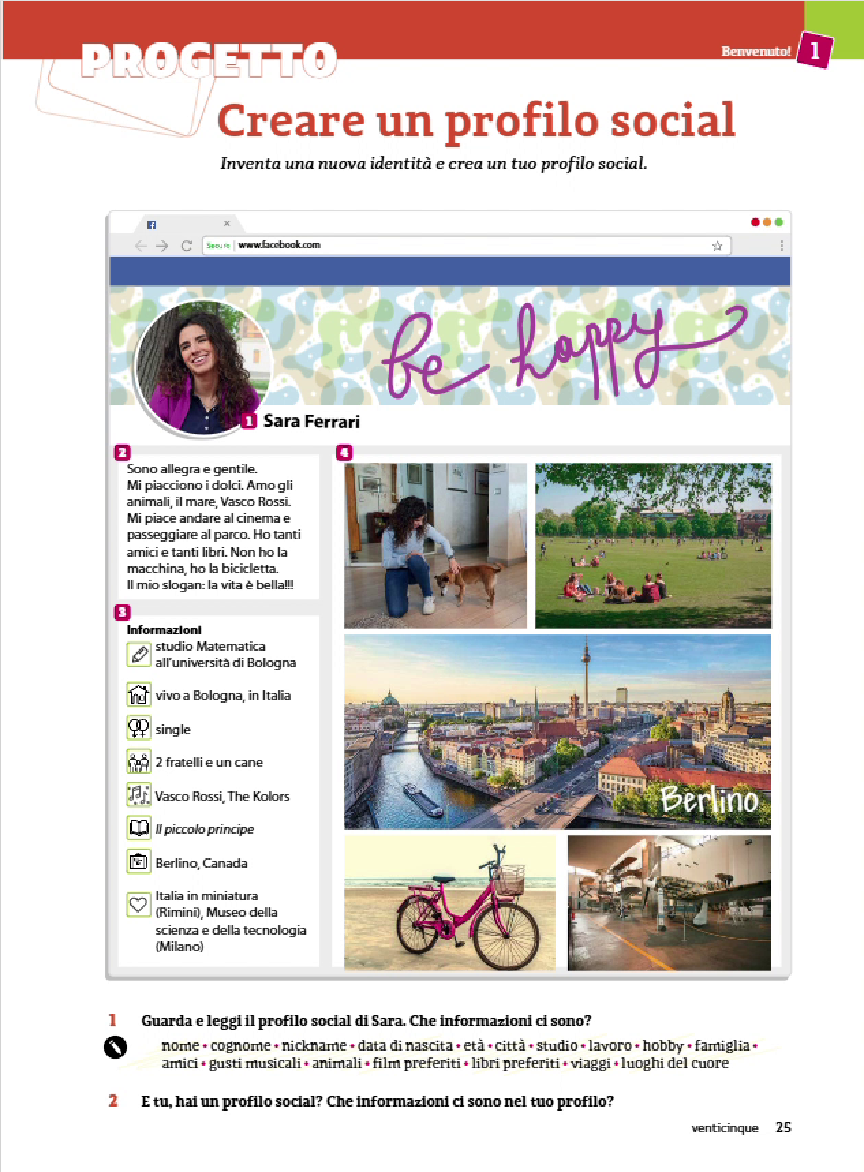 PROGETTO
Benvenuto! 1
Creare un profilo social
Inventa una nuova identità e crea un tuo profilo social.
Secure | www.facebook.com
be happy
1 Sara Ferrari
2
Sono allegra e gentile.
Mi piacciono i dolci. Amo gli
animali, il mare, Vasco Rossi.
Mi piace andare al cinema e
passeggiare al parco. Ho tanti
amici e tanti libri. Non ho la
macchina, ho la bicicletta.
Il mio slogan: la vita è bella!!!
3
Informazioni
studio Matematica
all'università di Bologna
vivo a Bologna, in Italia
single
2 fratelli e un cane
Vasco Rossi, The Kolors
Il piccolo principe
Berlino, Canada
Italia in miniatura
(Rimini), Museo della
scienza e della tecnologia
(Milano)
4
Berlino
1 Guarda e leggi il profilo social di Sara. Che informazioni ci sono?
nome • cognome • nickname • data di nascita • età • città • studio • lavoro • hobby • famiglia •
amici • gusti musicali • animali • film preferiti • libri preferiti • viaggi • luoghi del cuore
2 E tu, hai un profilo social? Che informazioni ci sono nel tuo profilo?
venticinque 25